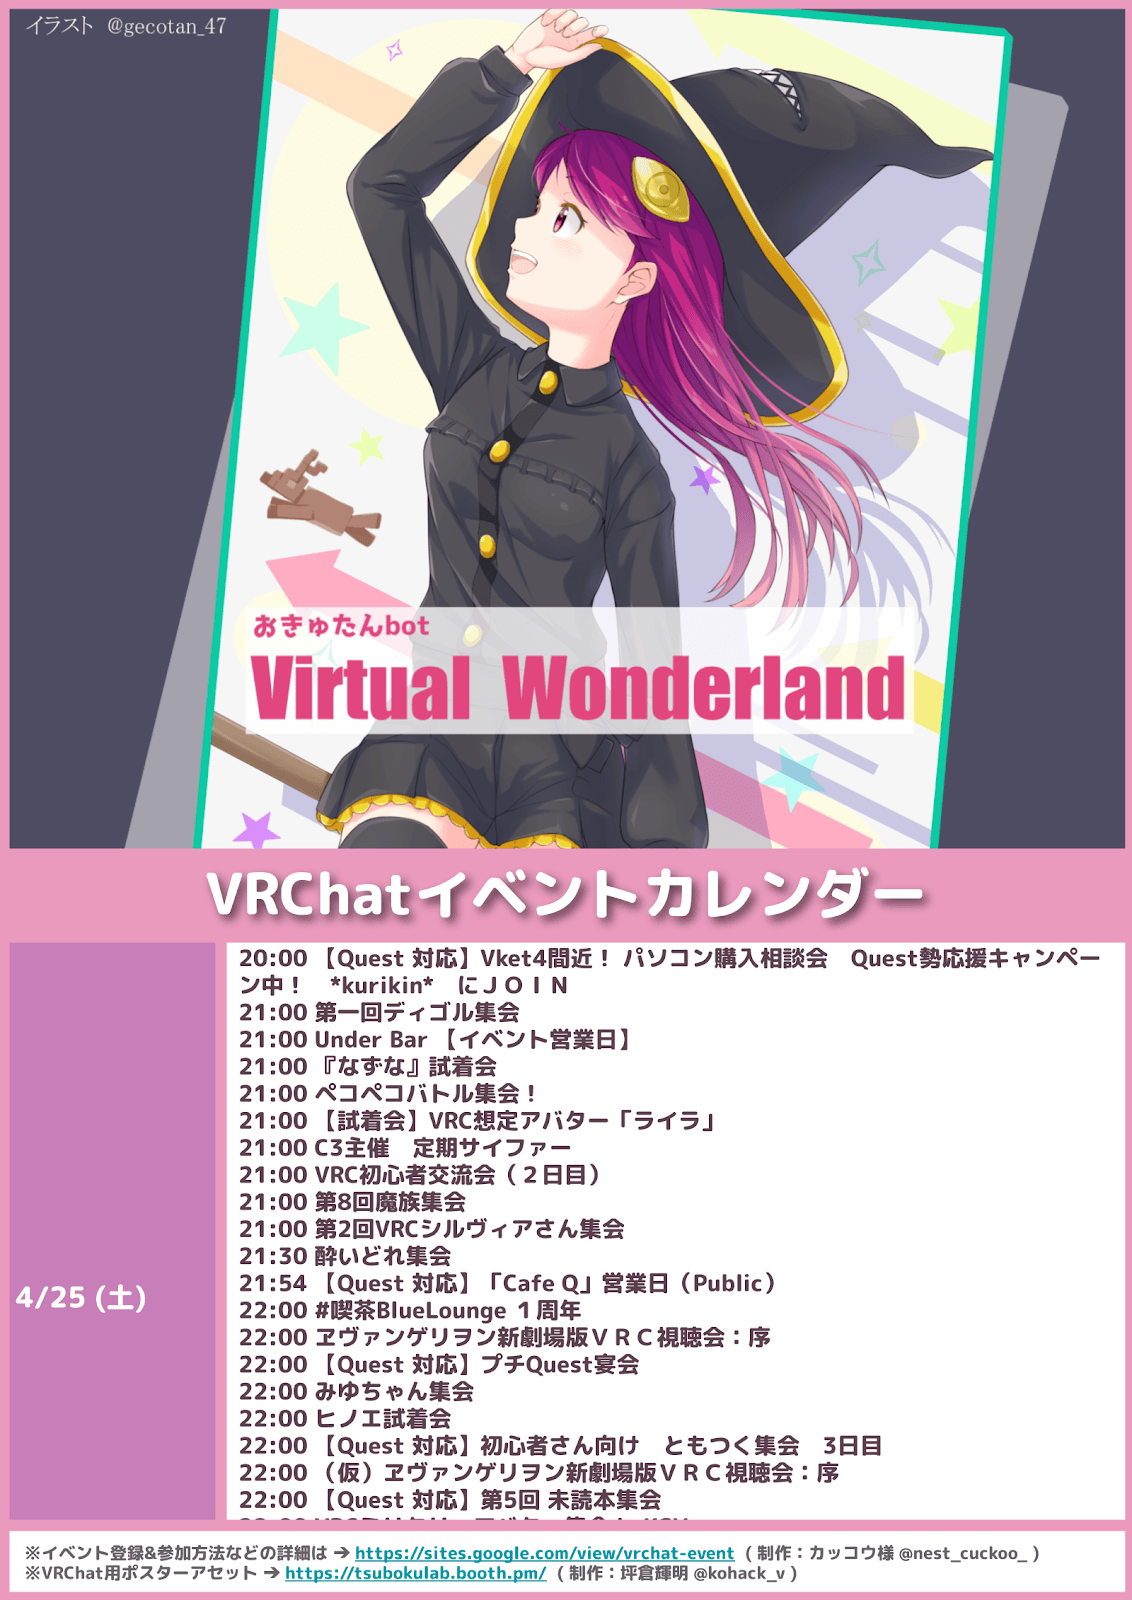 イラスト @gecotan_47
おきゅたんbot
Virtual Wonderland
VRChatイベントカレンダー
4/25 (土)
20:00 【Quest 対応】Vket4間近！ パソコン購入相談会　Quest勢応援キャンペー
ン中！　*kurikin*　にＪＯＩＮ
21:00 第一回ディゴル集会
21:00 Under Bar 【イベント営業日】
21:00 『なずな』試着会
21:00 ペコペコバトル集会！
21:00 【試着会】VRC想定アバター「ライラ」
21:00 C3主催　定期サイファー
21:00 VRC初心者交流会（２日目）
21:00 第8回魔族集会
21:00 第2回VRCシルヴィアさん集会
21:30 酔いどれ集会
21:54 【Quest 対応】「Cafe Q」営業日（Public）
22:00 #喫茶BlueLounge １周年
22:00 ヱヴァンゲリヲン新劇場版ＶＲＣ視聴会：序
22:00 【Quest 対応】プチQuest宴会
22:00 みゆちゃん集会
22:00 ヒノエ試着会
22:00 【Quest 対応】初心者さん向け　ともつく集会　3日目
22:00 （仮）ヱヴァンゲリヲン新劇場版ＶＲＣ視聴会：序
22:00 【Quest 対応】第5回 未読本集会
※イベント登録&参加方法などの詳細は ➔ https://sites.google.com/view/vrchat-event （ 制作：カッコウ様 @nest_cuckoo_ ）
※VRChat用ポスターアセット ➔ https://tsubokulab.booth.pm/ （ 制作：坪倉輝明 @kohack_v ）